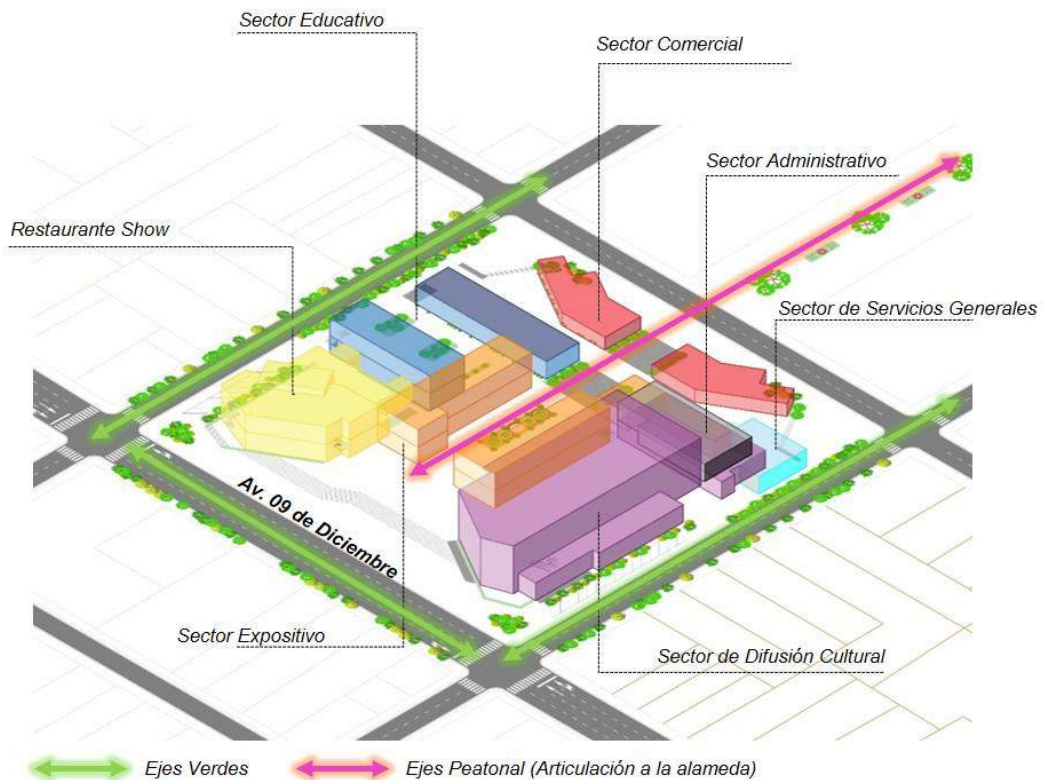 Sector Educativo
Sector Comercial
Sector Administrativo
Restaurante Show
Sector de Servicios Generales
Av. 09 de Diciembre
Sector Expositivo
Sector de Difusión Cultural
Ejes Verdes
Ejes Peatonal (Articulación a la alameda)